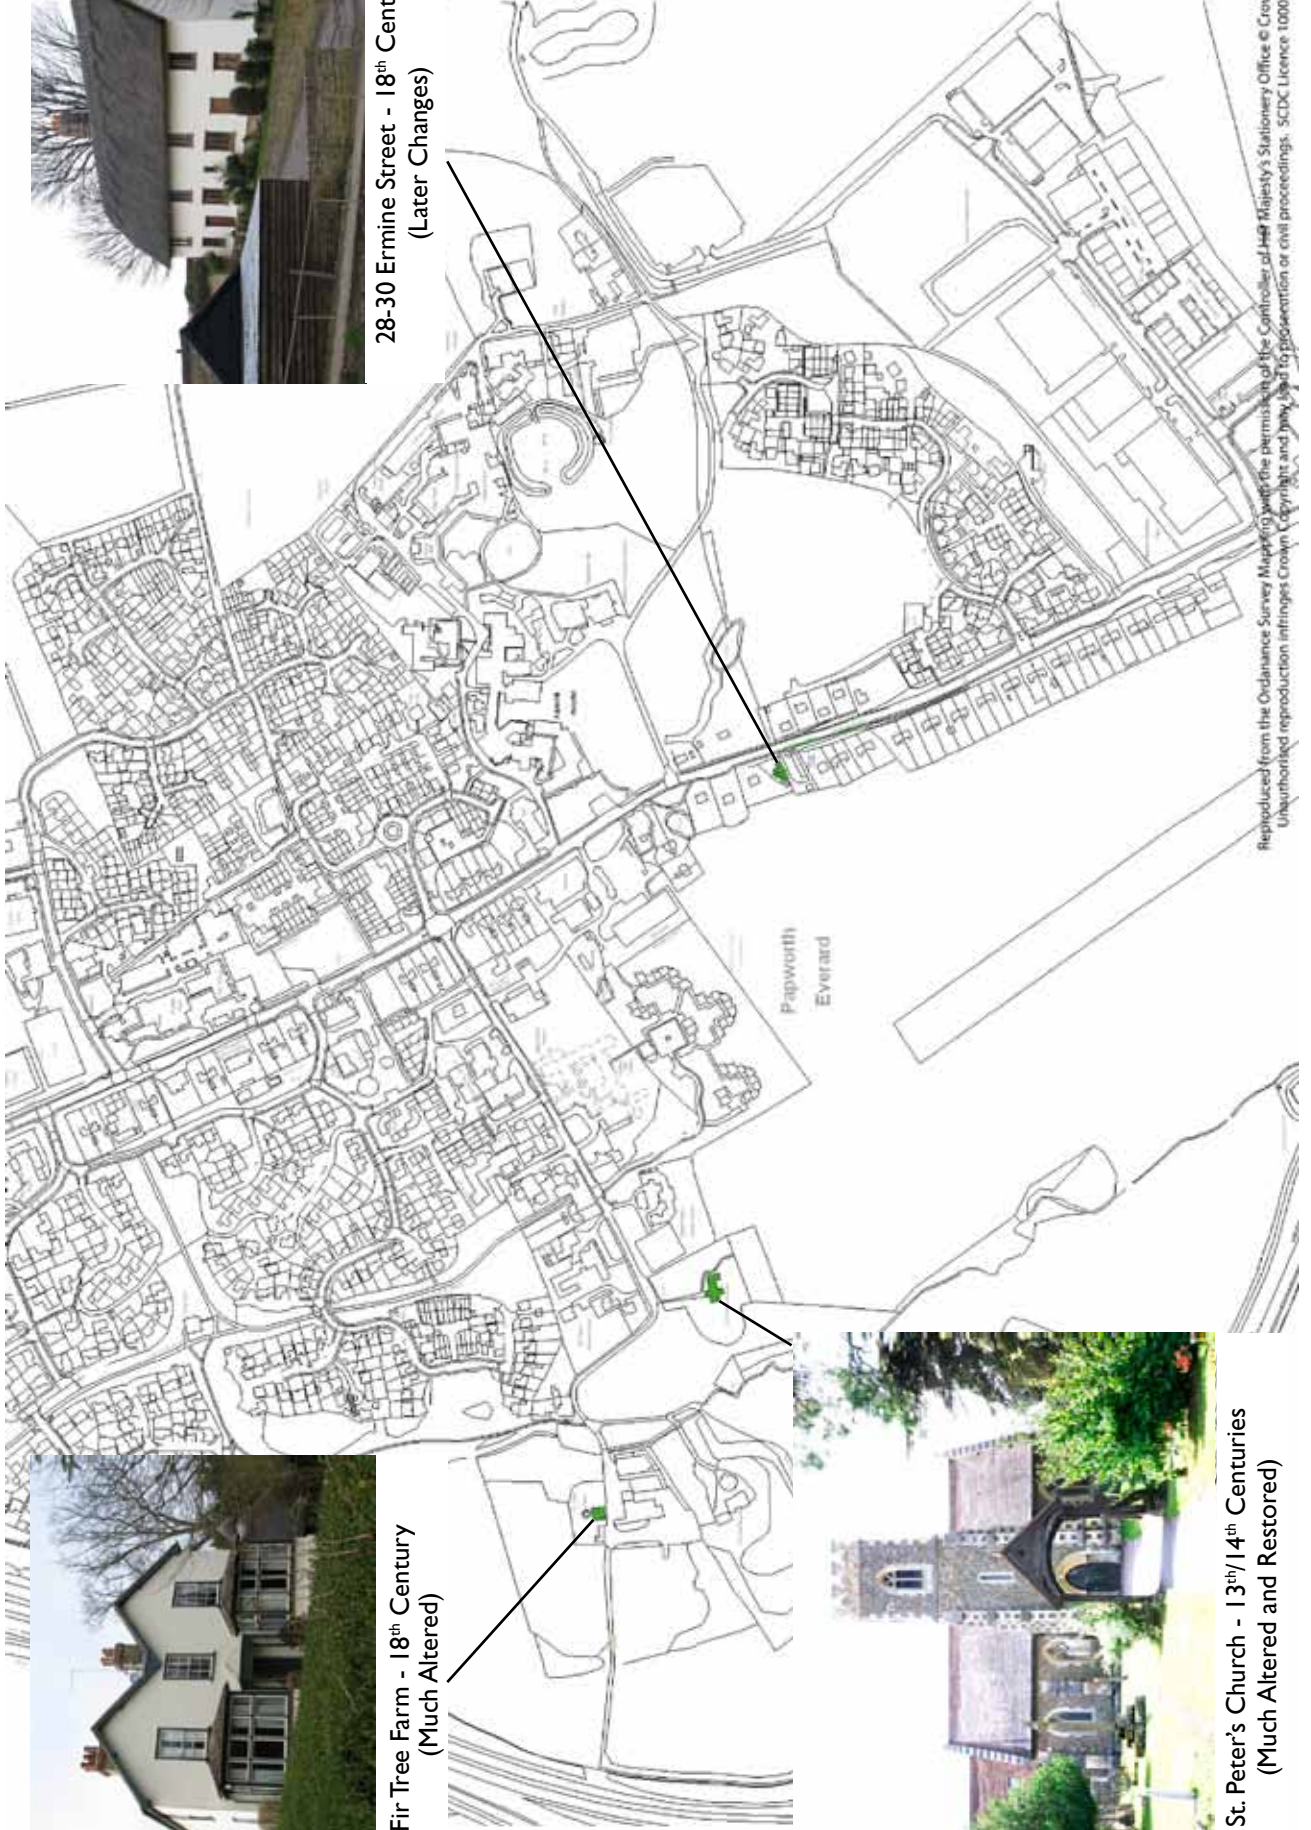 28-30 Ermine Street - 18th Cent
(Later Changes)
Fir Tree Farm - 18th Century
(Much Altered)
Papworth
Everard
St. Peter's Church - 13th/14th Centuries
(Much Altered and Restored)
Reproduced from the Ordanance Survey Mapping with the permission of the Controller of Her Majesty's Stationery Office © Crow
Unauthorised reproduction infringes Crown Copyright and may lead to prosecution or civil proceedings. SCDC Licence 1000